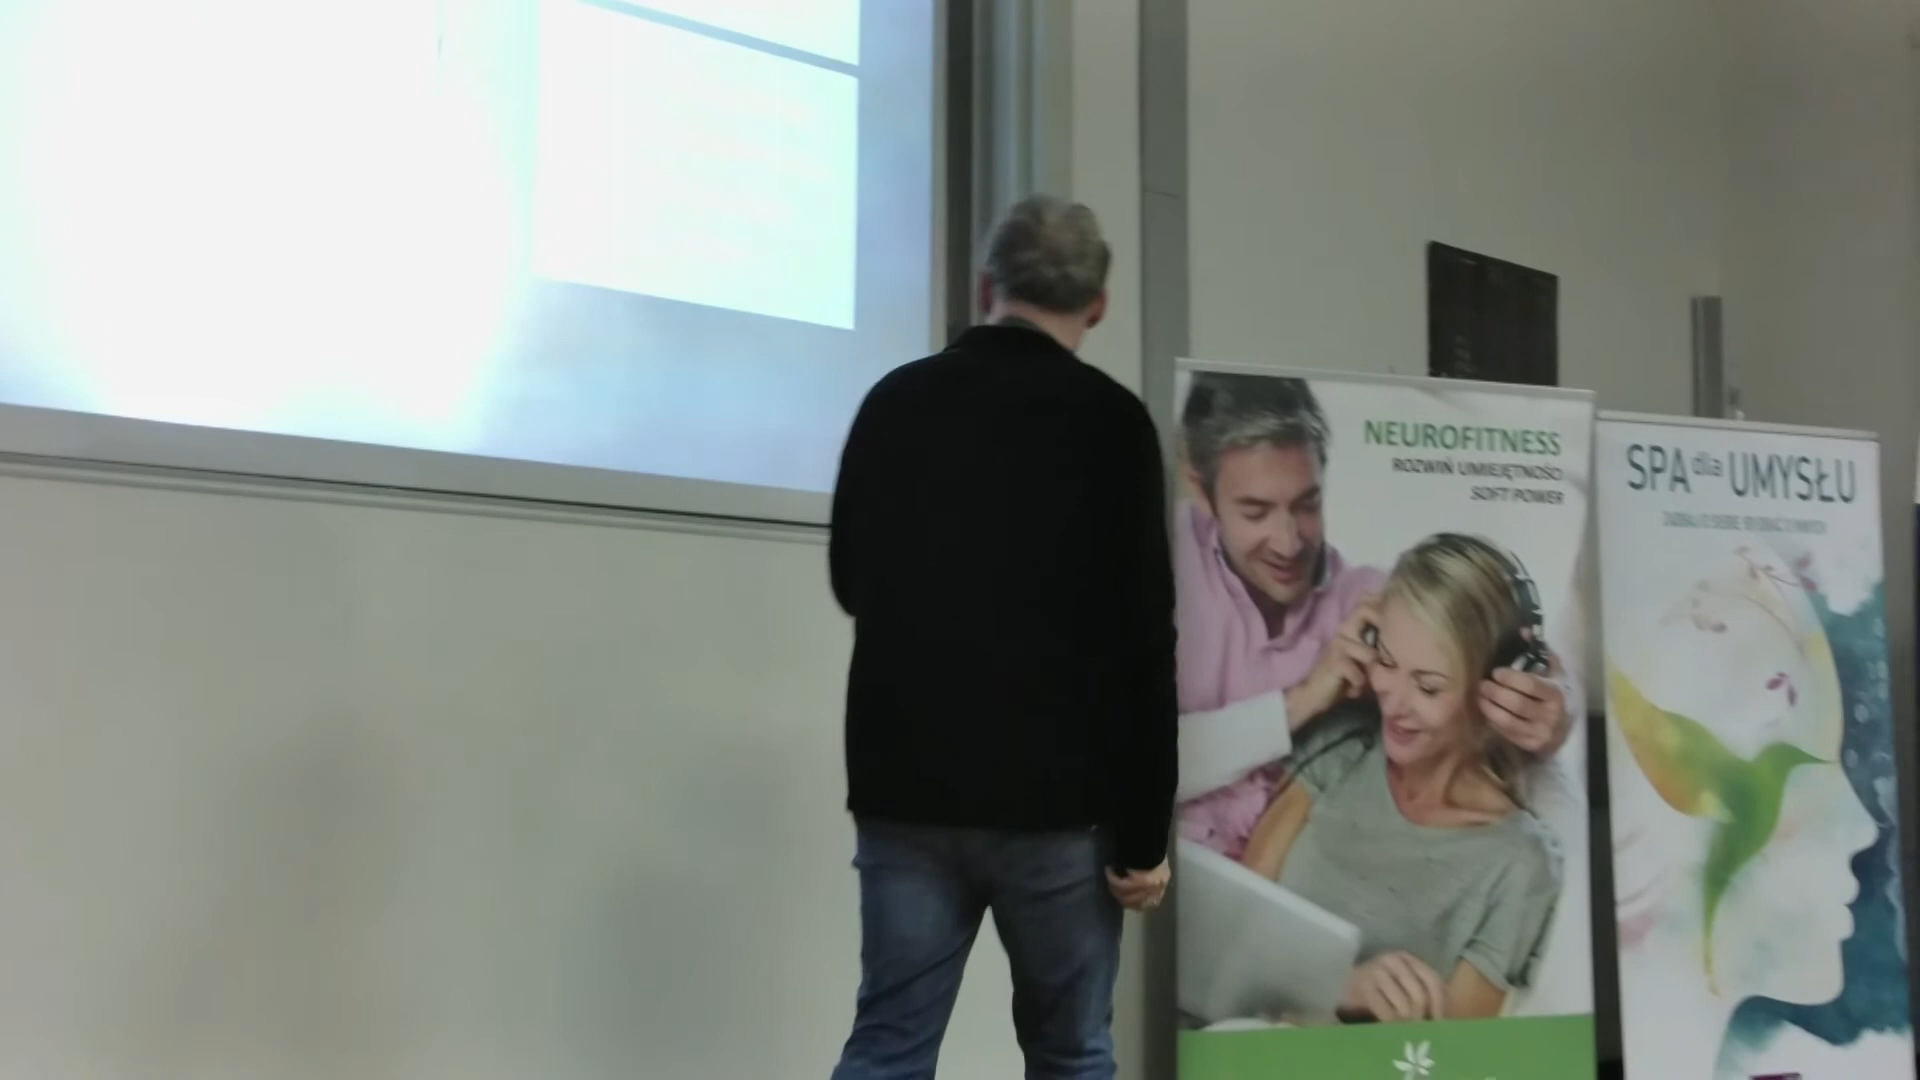 NEUROFITNESS
ROZWIŃ UMIEJĘTNOŚCI
SOFT POWER
SPA dla UMYSŁU